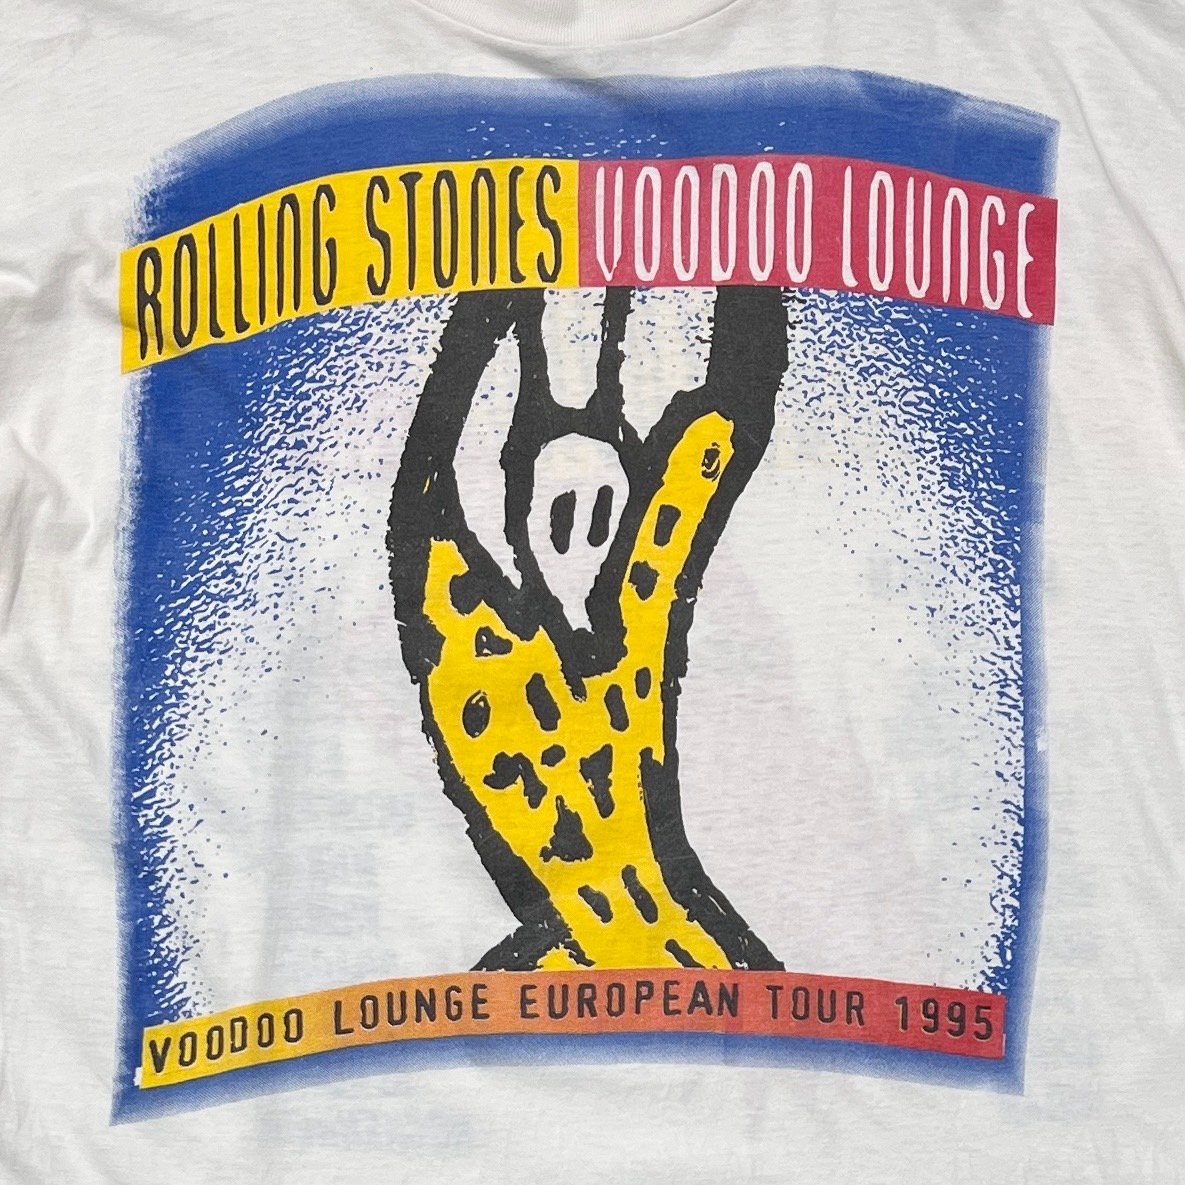 ROLLING STONES VOODOO LOUNGE
VOODOO LOUNGE EUROPEAN TOUR 1995